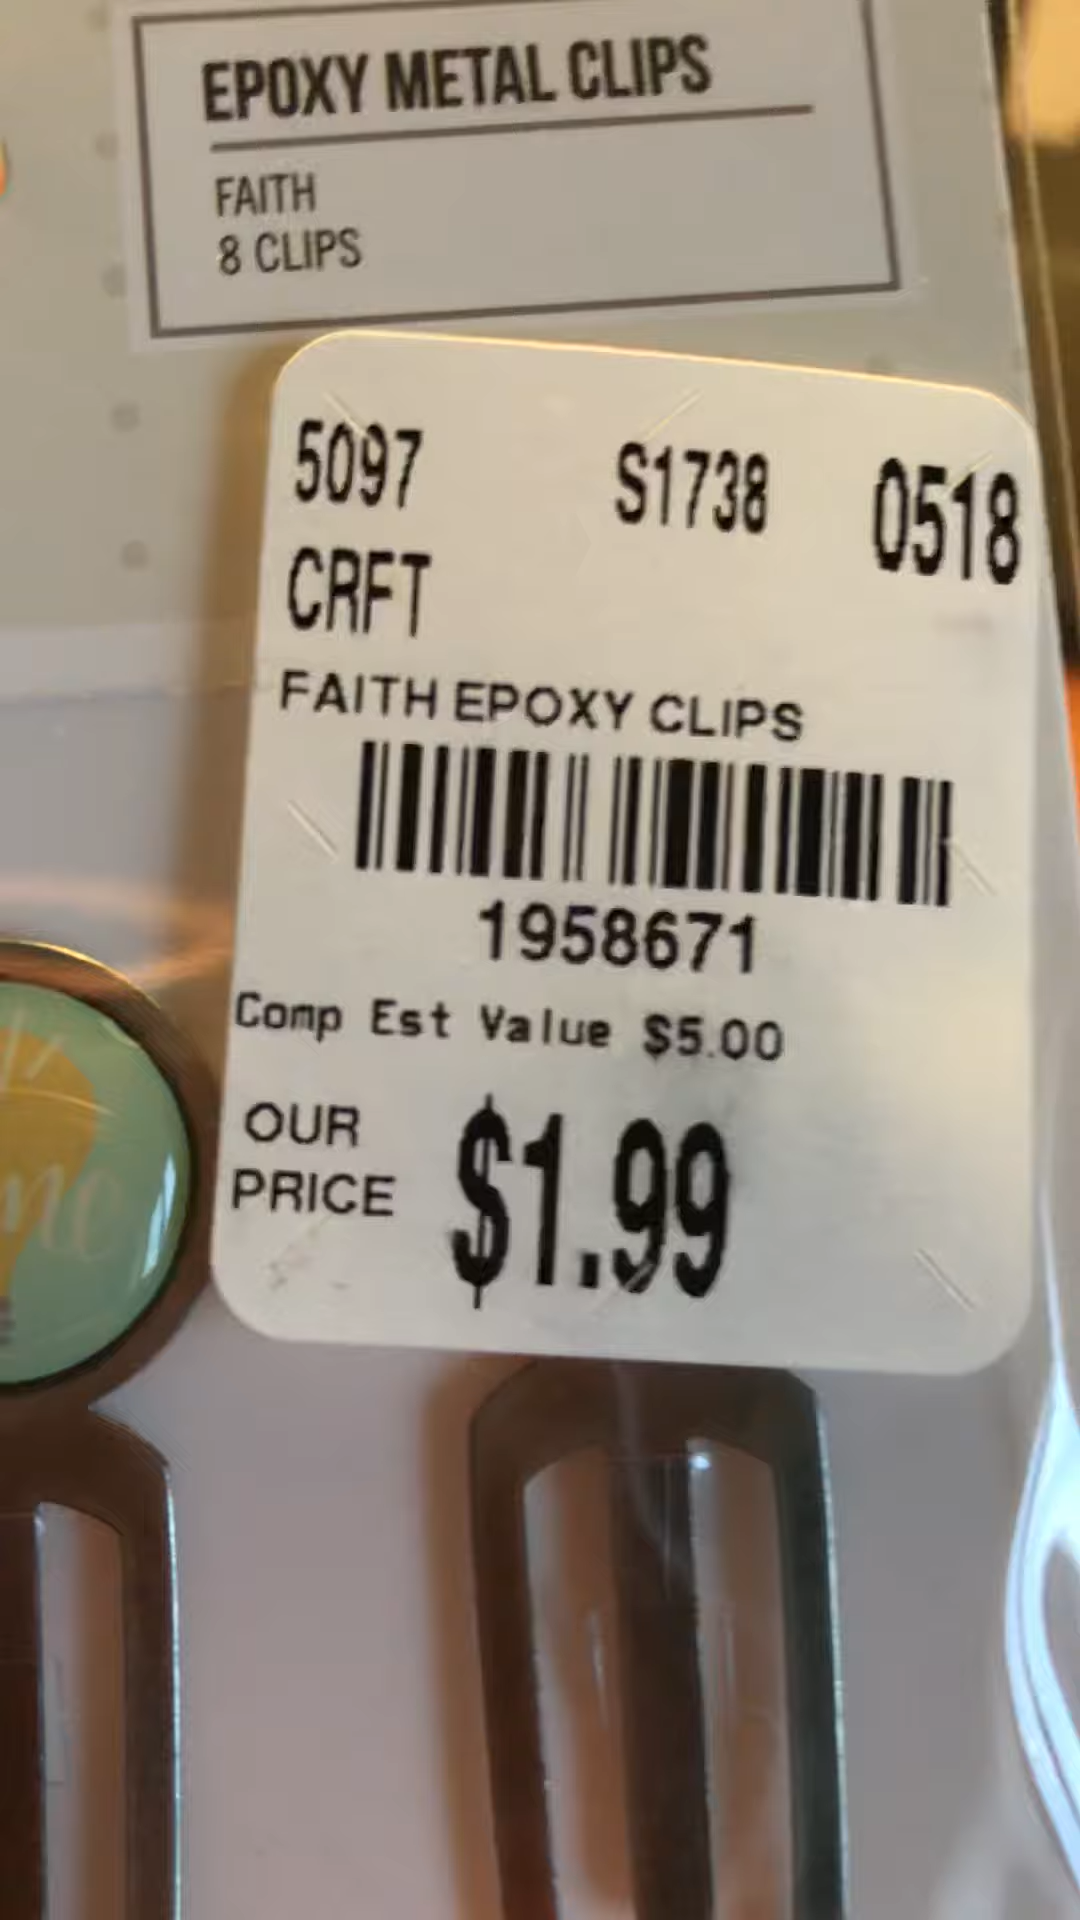 EPOXY METAL CLIPS
FAITH
8 CLIPS
5097 S1738 0518
CRFT
FAITH EPOXY CLIPS
1958671
Comp Est Value $5.00
OUR
PRICE $1.99